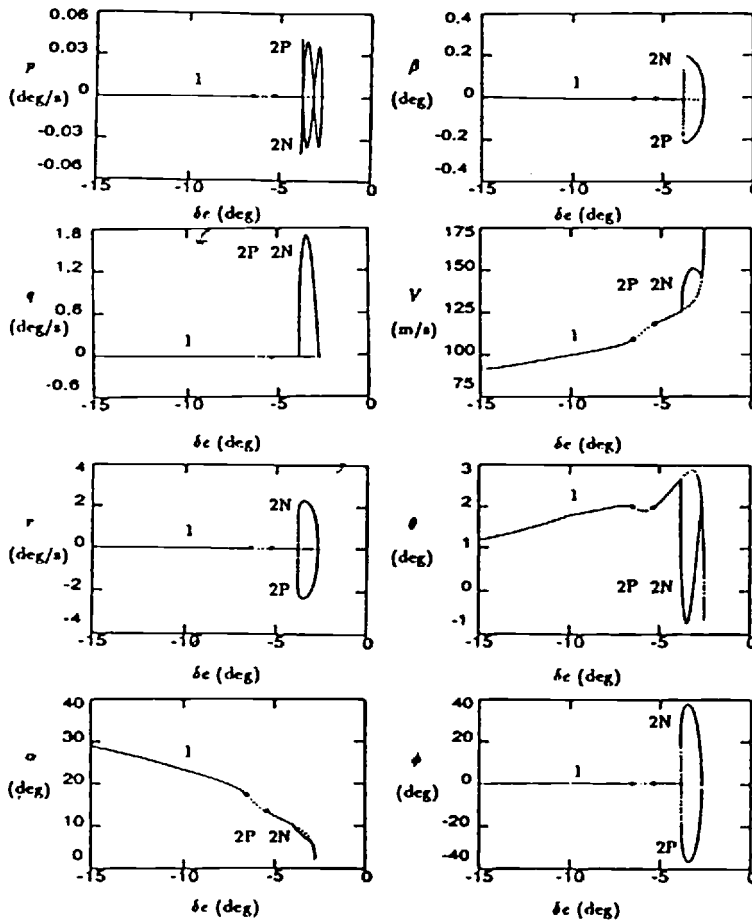 0.06
0.03
0
-0.03
-0.06
p
(deg/s)
2P
1
2N
-15 -10 -5 0
δe (deg)
0.4
0.2
0
-0.2
-0.4
β
(deg)
2N
1
2P
-15 -10 -5 0
δe (deg)
1.8
1.2
0.6
0
-0.6
q
(deg/s)
2P 2N
1
-15 -10 -5 0
δe (deg)
175
150
125
100
75
V
(m/s)
2P 2N
1
-15 -10 -5 0
δe (deg)
4
2
0
-2
-4
r
(deg/s)
2N
1
2P
-15 -10 -5 0
δe (deg)
3
2
1
0
-1
θ
(deg)
1
2P 2N
-15 -10 -5 0
δe (deg)
40
30
20
10
0
α
(deg)
1
2P 2N
-15 -10 -5 0
δe (deg)
40
20
0
-20
-40
ϕ
(deg)
2N
1
2P
-15 -10 -5 0
δe (deg)